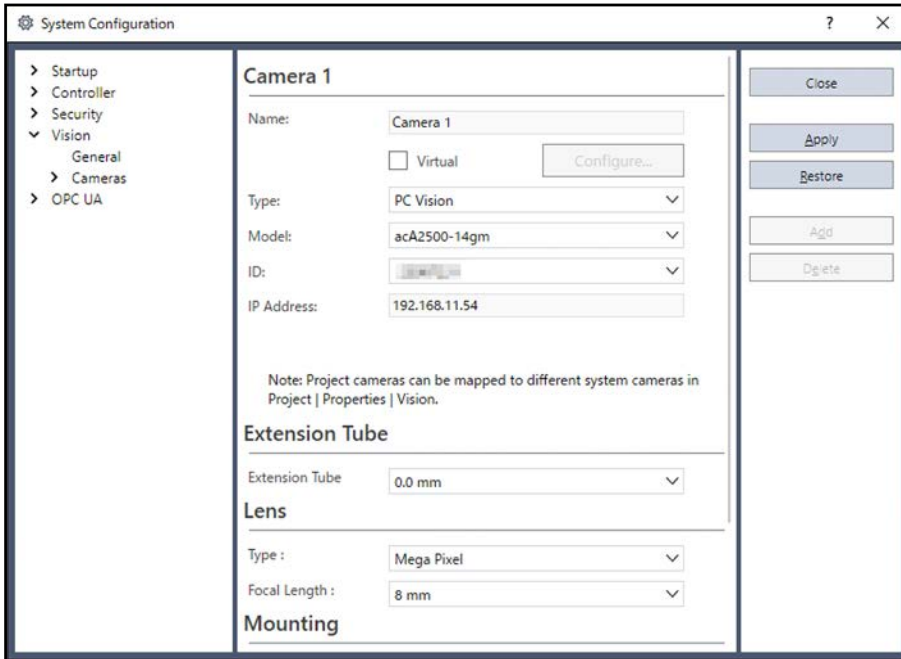 System Configuration ?
Startup
Controller
Security
Vision
General
Cameras
OPC UA
Camera 1
Name: Camera 1
Virtual Configure...
Type: PC Vision
Model: acA2500-14gm
ID:
IP Address: 192.168.11.54
Note: Project cameras can be mapped to different system cameras in
Project | Properties | Vision.
Extension Tube
Extension Tube 0.0 mm
Lens
Type : Mega Pixel
Focal Length : 8 mm
Mounting
Close
Apply
Restore
Add
Delete